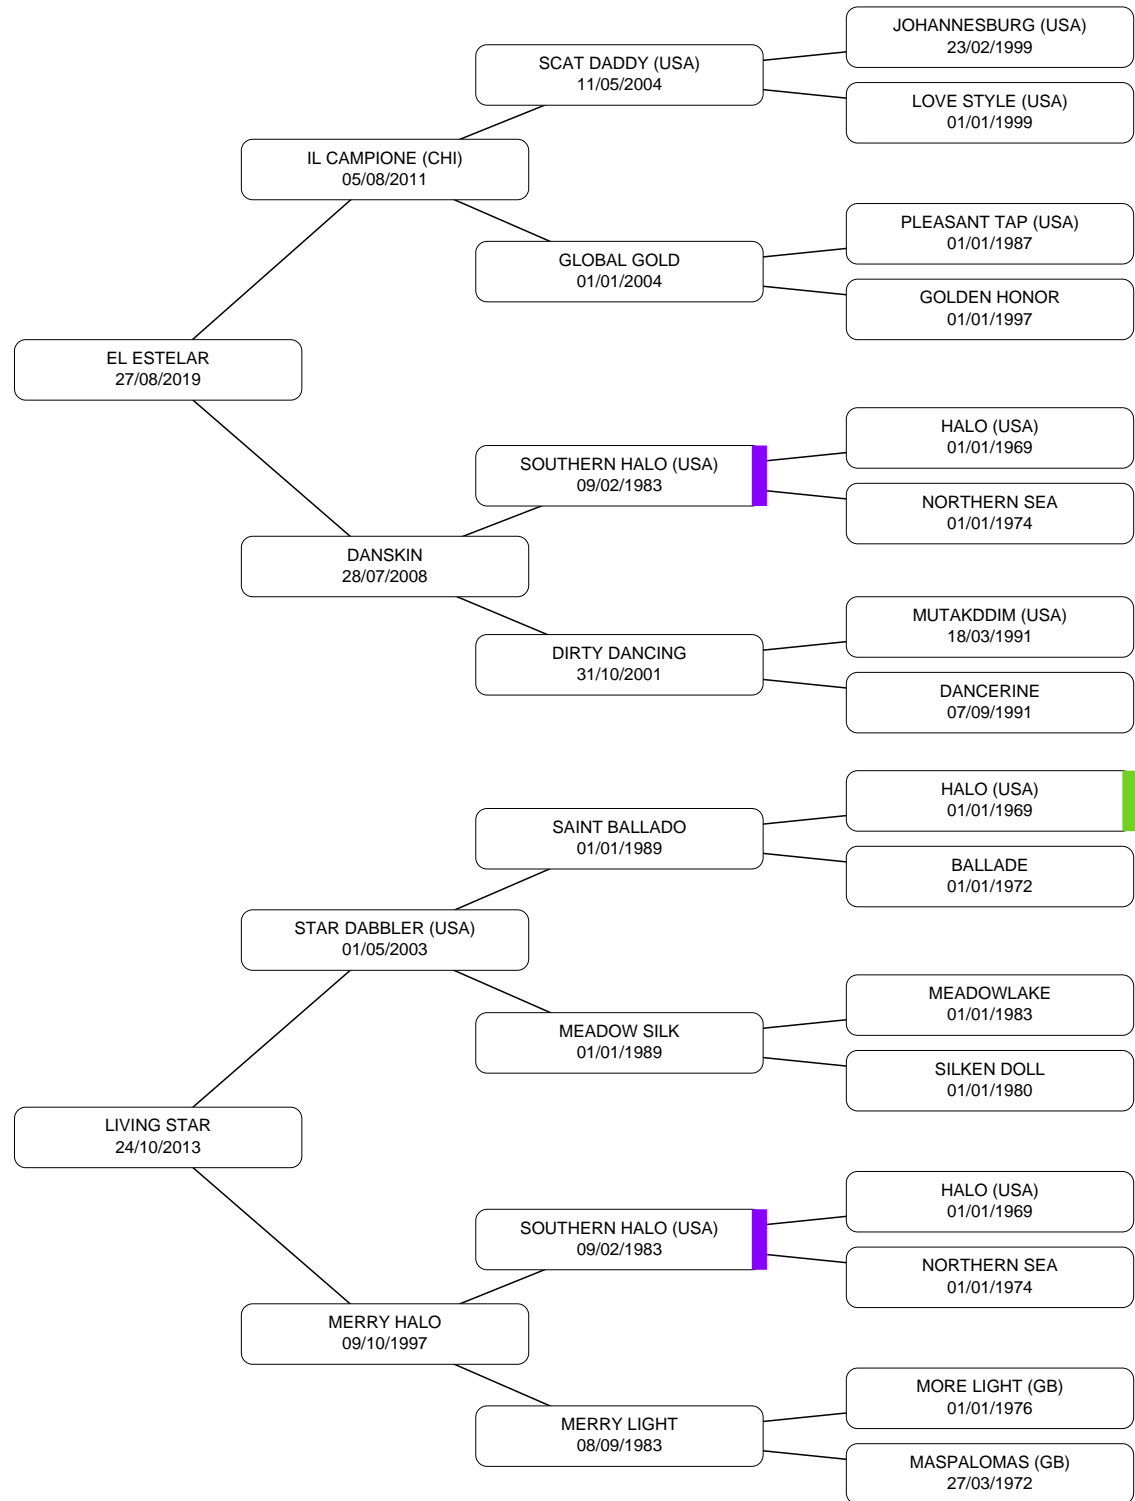 JOHANNESBURG (USA)
23/02/1999
SCAT DADDY (USA)
11/05/2004
LOVE STYLE (USA)
01/01/1999
IL CAMPIONE (CHI)
05/08/2011
PLEASANT TAP (USA)
01/01/1987
GLOBAL GOLD
01/01/2004
GOLDEN HONOR
01/01/1997
EL ESTELAR
27/08/2019
HALO (USA)
01/01/1969
SOUTHERN HALO (USA)
09/02/1983
NORTHERN SEA
01/01/1974
DANSKIN
28/07/2008
MUTAKDDIM (USA)
18/03/1991
DIRTY DANCING
31/10/2001
DANCERINE
07/09/1991
HALO (USA)
01/01/1969
SAINT BALLADO
01/01/1989
BALLADE
01/01/1972
STAR DABBLER (USA)
01/05/2003
MEADOWLAKE
01/01/1983
MEADOW SILK
01/01/1989
SILKEN DOLL
01/01/1980
LIVING STAR
24/10/2013
HALO (USA)
01/01/1969
SOUTHERN HALO (USA)
09/02/1983
NORTHERN SEA
01/01/1974
MERRY HALO
09/10/1997
MORE LIGHT (GB)
01/01/1976
MERRY LIGHT
08/09/1983
MASPALOMAS (GB)
27/03/1972